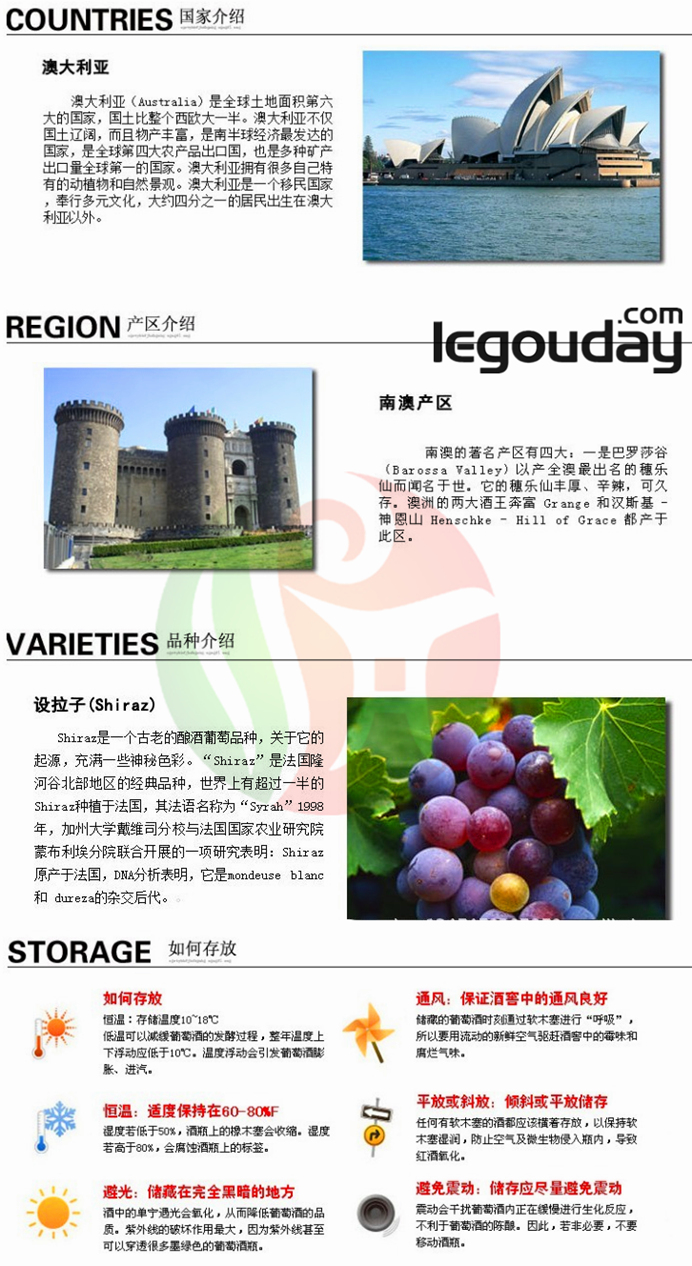 COUNTRIES 国家介绍
澳大利亚
澳大利亚（Australia）是全球土地面积第六
大的国家，国土比整个西欧大一半。澳大利亚不仅
国土辽阔，而且物产丰富，是南半球经济最发达的
国家，是全球第四大农产品出口国，也是多种矿产
出口量全球第一的国家。澳大利亚拥有很多自己特
有的动植物和自然景观。澳大利亚是一个移民国家
，奉行多元文化，大约四分之一的居民出生在澳大
利亚以外。
REGION 产区介绍
legouday.com
南澳产区
南澳的著名产区有四大：一是巴罗莎谷
（Barossa Valley）以产全澳最出名的穗乐
仙而闻名于世。它的穗乐仙丰厚、辛辣，可久
存。澳洲的两大酒王奔富 Grange 和汉斯基 -
神恩山 Henschke - Hill of Grace 都产于
此区。
VARIETIES 品种介绍
设拉子(Shiraz)
Shiraz是一个古老的酿酒葡萄品种，关于它的
起源，充满一些神秘色彩。“Shiraz”是法国隆
河谷北部地区的经典品种，世界上有超过一半的
Shiraz种植于法国，其法语名称为“Syrah”1998
年，加州大学戴维司分校与法国国家农业研究院
蒙布利埃分院联合开展的一项研究表明：Shiraz
原产于法国，DNA分析表明，它是mondeuse blanc
和 dureza的杂交后代。
STORAGE 如何存放
如何存放
恒温：存储温度10~18℃
低温可以减缓葡萄酒的发酵过程，整年温度上
下浮动应低于10℃。温度浮动会引发葡萄酒膨
胀、进汽。
恒温：适度保持在60-80%F
湿度若低于50%，酒瓶上的橡木塞会收缩。湿度
若高于80%，会腐蚀酒瓶上的标签。
避光：储藏在完全黑暗的地方
酒中的单宁遇光会氧化，从而降低葡萄酒的品
质。紫外线的破坏作用最大，因为紫外线甚至
可以穿透很多墨绿色的葡萄酒瓶。
通风：保证酒窖中的通风良好
储藏的葡萄酒时刻通过软木塞进行“呼吸”，
所以要用流动的新鲜空气驱赶酒窖中的霉味和
腐烂气味。
平放或斜放：倾斜或平放储存
任何有软木塞的酒都应该横着存放，以保持软
木塞湿润，防止空气及微生物侵入瓶内，导致
红酒氧化。
避免震动：储存应尽量避免震动
震动会干扰葡萄酒内正在缓慢进行生化反应，
不利于葡萄酒的陈酿。因此，若非必要，不要
移动酒瓶。